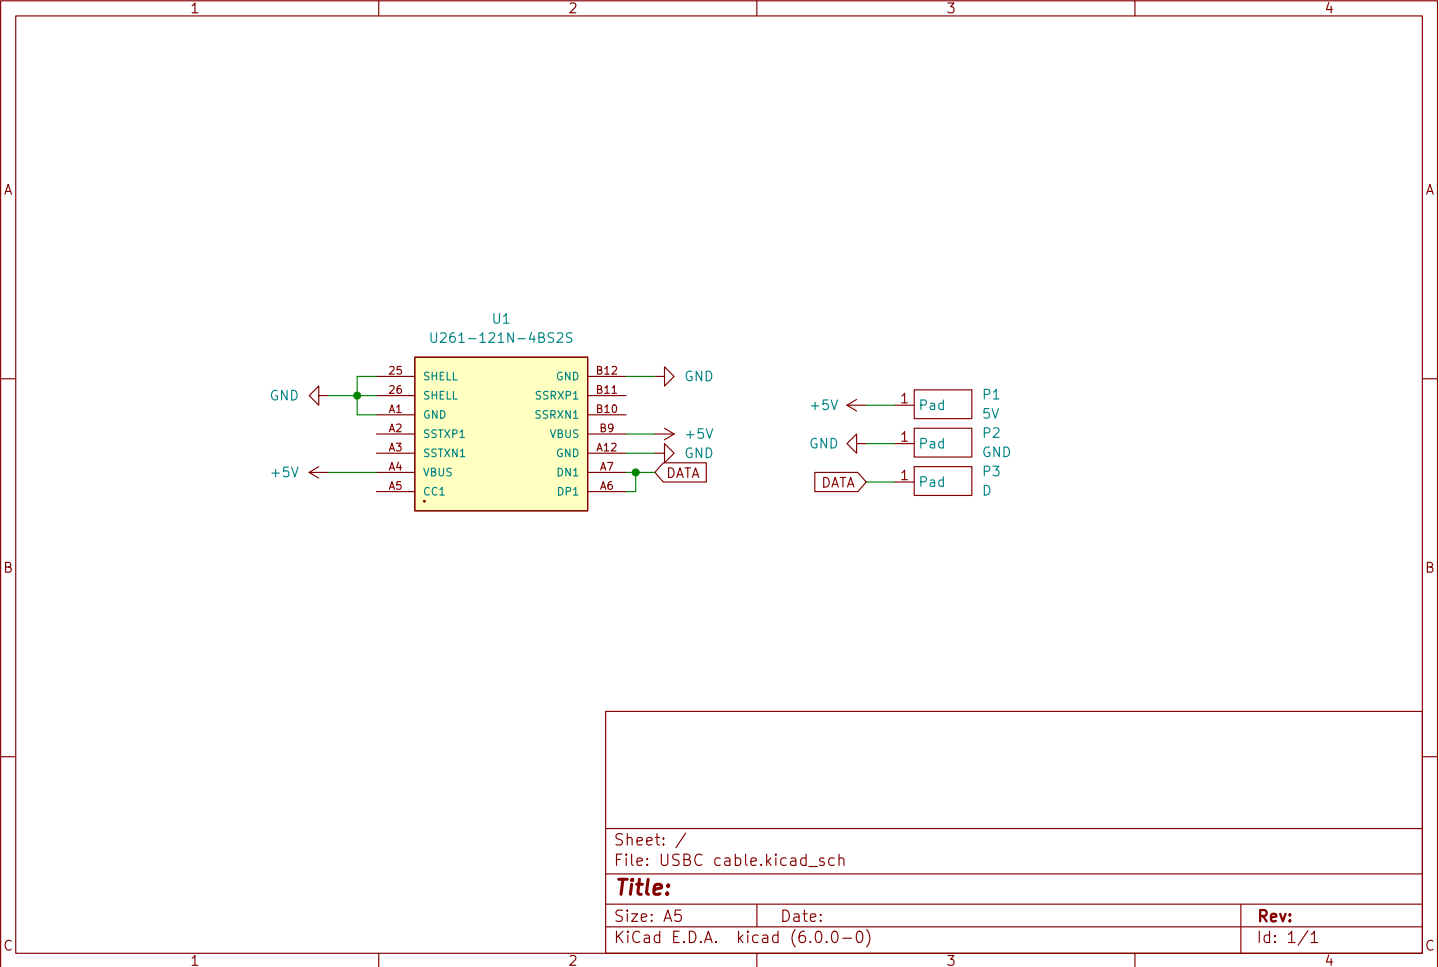 1 2 3 4
A A
U1
U261-121N-4BS2S
25 SHELL GND B12 GND
GND 26 SHELL SSRXP1 B11
A1 GND SSRXN1 B10
A2 SSTXP1 VBUS B9 +5V
A3 SSTXN1 GND A12 GND
+5V A4 VBUS DN1 A7 DATA
A5 CC1 DP1 A6
+5V 1 Pad P1
5V
GND 1 Pad P2
GND
DATA 1 Pad P3
D
B B
Sheet: /
File: USBC cable.kicad_sch
Title:
Size: A5 Date: Rev:
KiCad E.D.A. kicad (6.0.0-0) Id: 1/1
C C
1 2 3 4